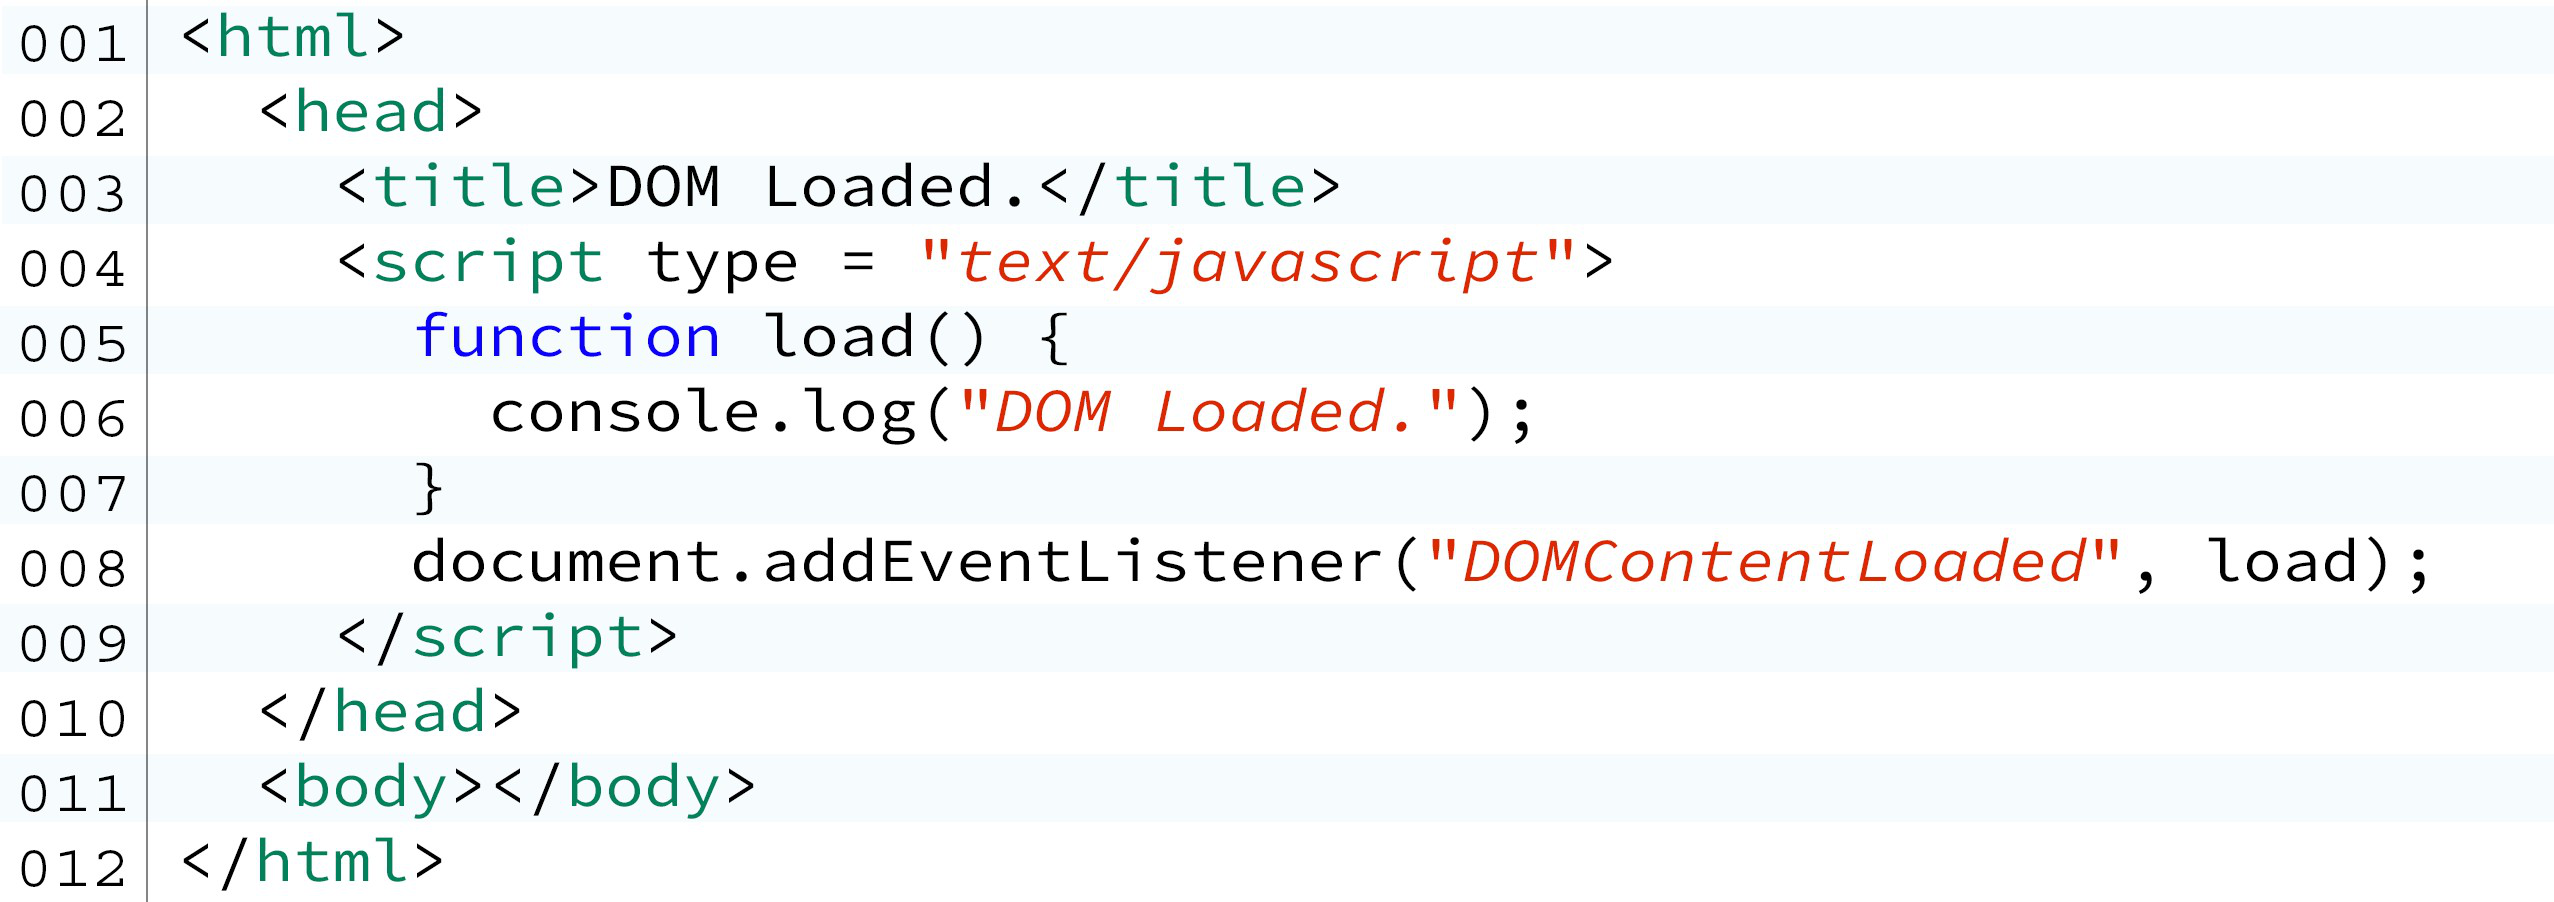 001 <html>
002   <head>
003     <title>DOM Loaded.</title>
004     <script type = "text/javascript">
005       function load() {
006         console.log("DOM Loaded.");
007       }
008       document.addEventListener("DOMContentLoaded", load);
009     </script>
010   </head>
011   <body></body>
012 </html>